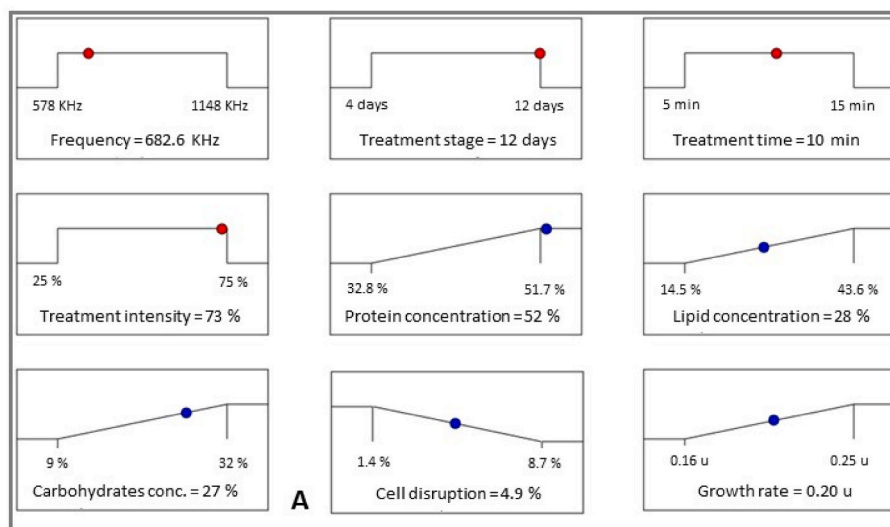 578 KHz 1148 KHz
Frequency = 682.6 KHz
4 days 12 days
Treatment stage = 12 days
5 min 15 min
Treatment time = 10 min
25 % 75 %
Treatment intensity = 73 %
32.8 % 51.7 %
Protein concentration = 52 %
14.5 % 43.6 %
Lipid concentration = 28 %
9 % 32 %
Carbohydrates conc. = 27 %
A
1.4 % 8.7 %
Cell disruption = 4.9 %
0.16 u 0.25 u
Growth rate = 0.20 u